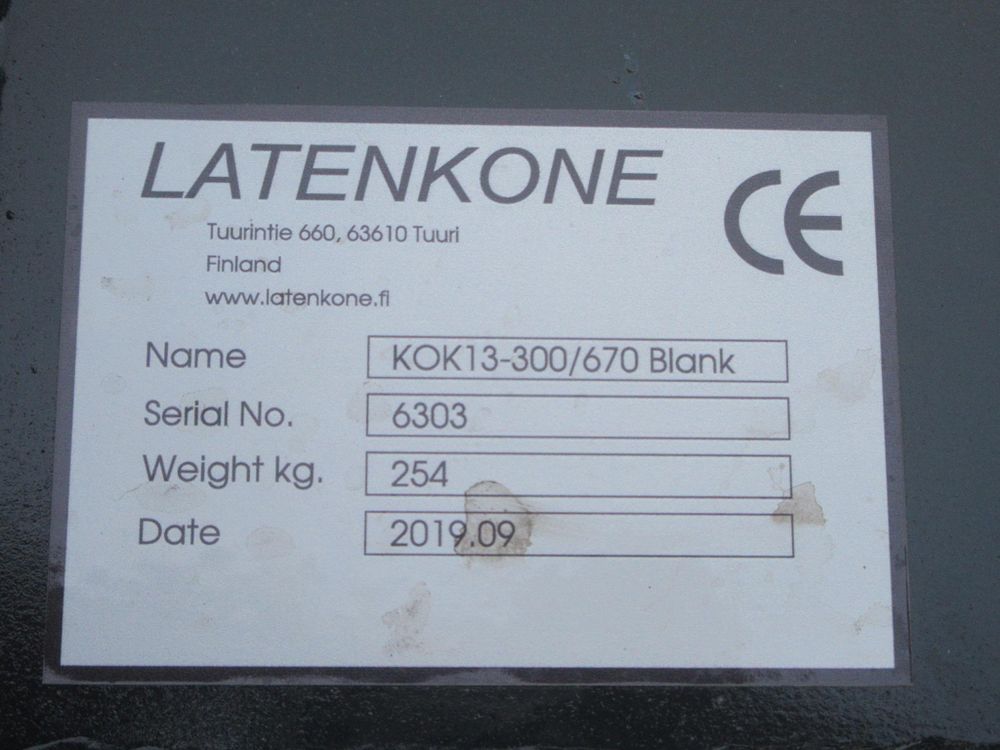 LATENKONE
CE
Tuurintie 660, 63610 Tuuri
Finland
www.latenkone.fi
Name KOK13-300/670 Blank
Serial No. 6303
Weight kg. 254
Date 2019.09